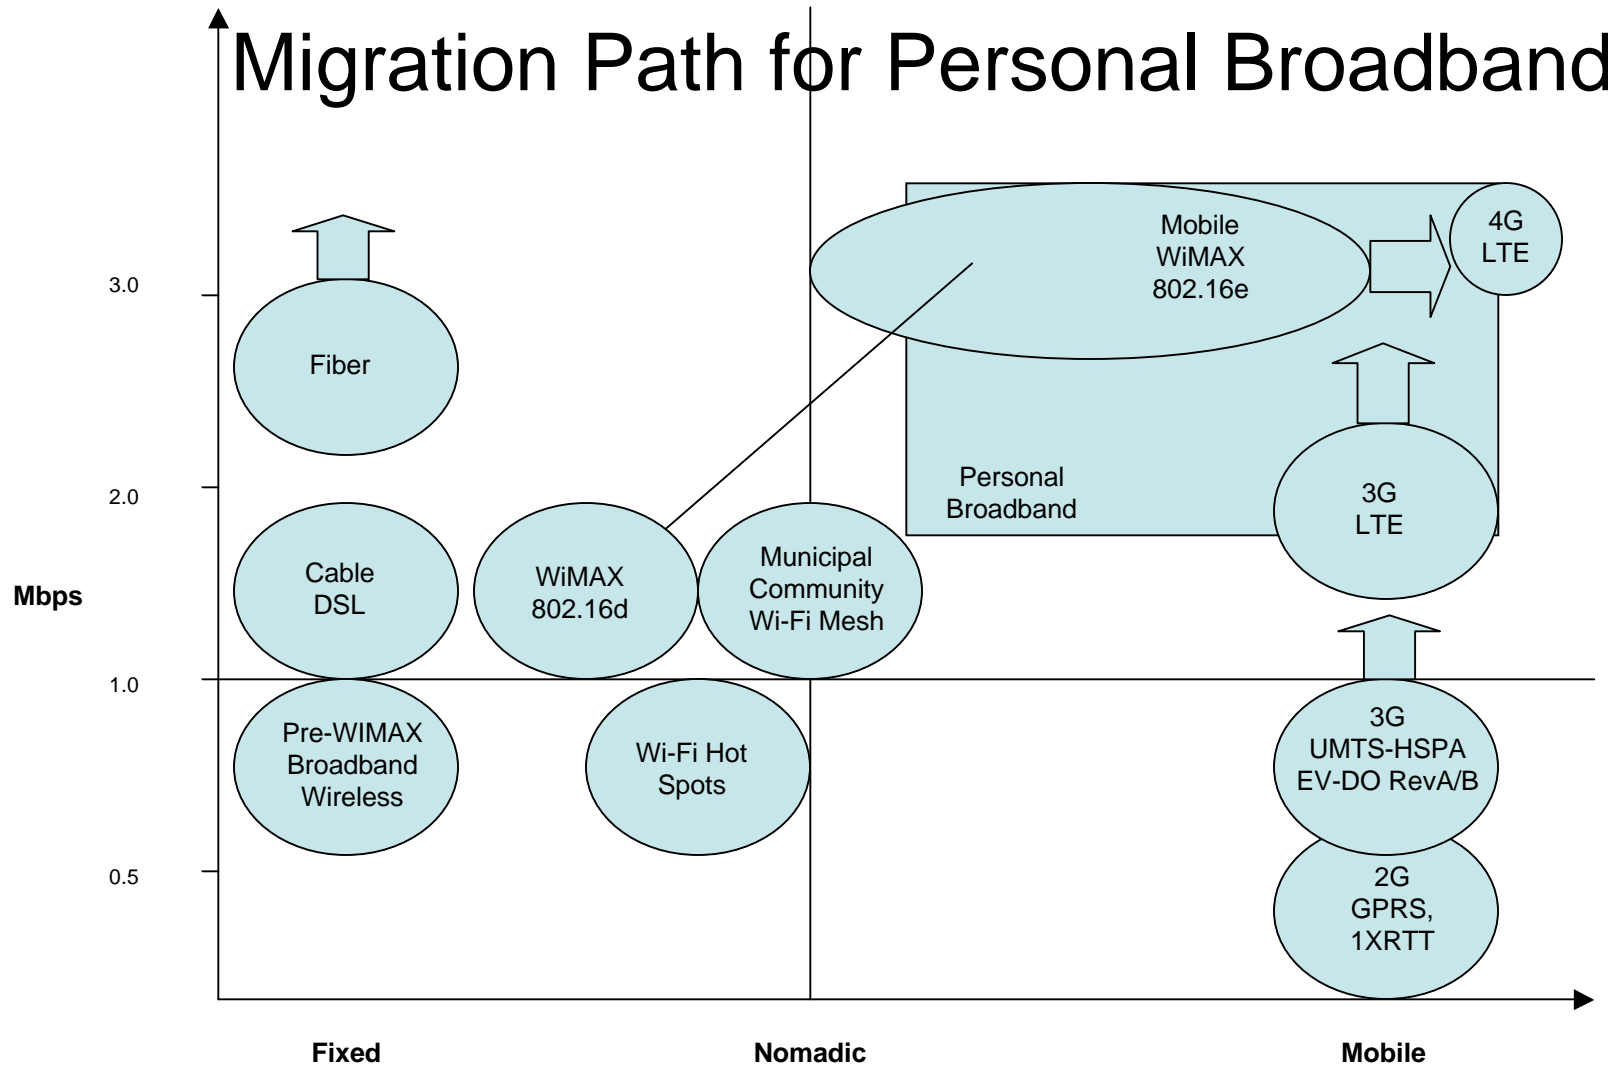 Migration Path for Personal Broadband
Mobile
WiMAX
802.16e
4G
LTE
3.0
Fiber
Personal
Broadband
3G
LTE
2.0
Cable
DSL
WiMAX
802.16d
Municipal
Community
Wi-Fi Mesh
Mbps
1.0
Pre-WIMAX
Broadband
Wireless
Wi-Fi Hot
Spots
3G
UMTS-HSPA
EV-DO RevA/B
0.5
2G
GPRS,
1XRTT
Fixed
Nomadic
Mobile